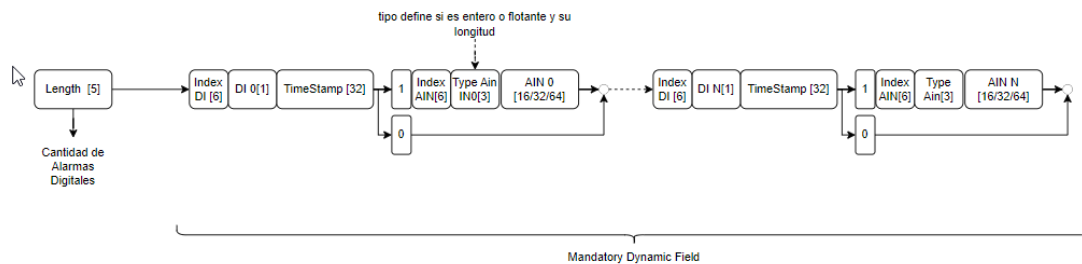 tipo define si es entero o flotante y su
longitud
Length [5]
Index
DI [6]
DI 0[1]
TimeStamp [32]
1
Index
AIN[6]
Type Ain
IN0[3]
AIN 0
[16/32/64]
0
Index
DI [6]
DI N[1]
TimeStamp [32]
1
Index
AIN[6]
Type
Ain[3]
AIN N
[16/32/64]
0
Cantidad de
Alarmas
Digitales
Mandatory Dynamic Field